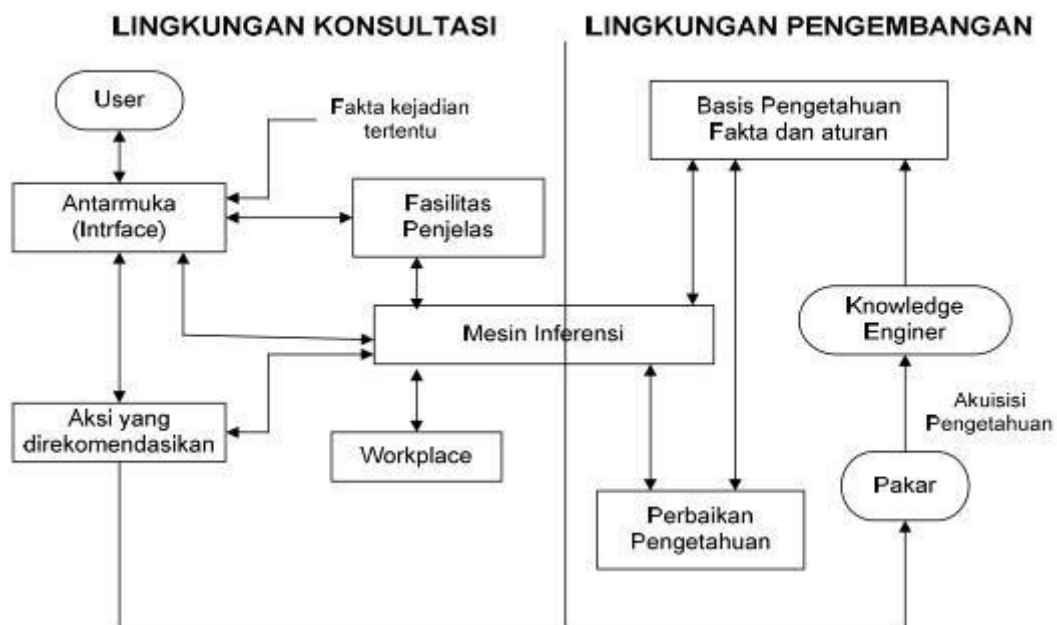 LINGKUNGAN KONSULTASI
LINGKUNGAN PENGEMBANGAN
User
Fakta kejadian
tertentu
Basis Pengetahuan
Fakta dan aturan
Antarmuka
(Intrface)
Fasilitas
Penjelas
Mesin Inferensi
Knowledge
Enginer
Aksi yang
direkomendasikan
Workplace
Akuisisi
Pengetahuan
Pakar
Perbaikan
Pengetahuan